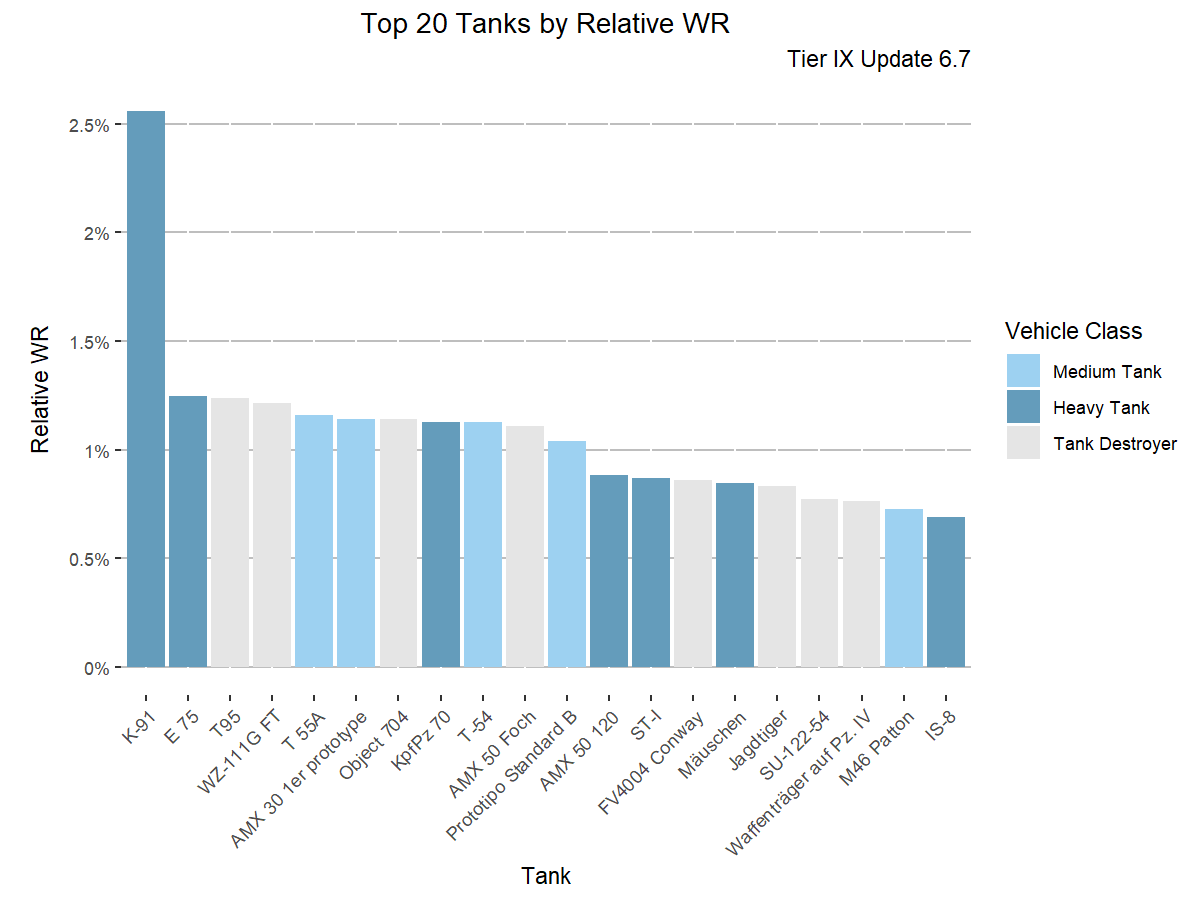 Top 20 Tanks by Relative WR
Tier IX Update 6.7
Relative WR
2.5%
2%
1.5%
1%
0.5%
0%
K-91
E 75
T95
WZ-111G FT
T 55A
AMX 30 1er prototype
Object 704
KpfPz 70
T-54
AMX 50 Foch
Prototipo Standard B
AMX 50 120
ST-I
FV4004 Conway
Mäuschen
Jagdtiger
SU-122-54
Waffenträger auf Pz. IV
M46 Patton
IS-8
Tank
Vehicle Class
Medium Tank
Heavy Tank
Tank Destroyer